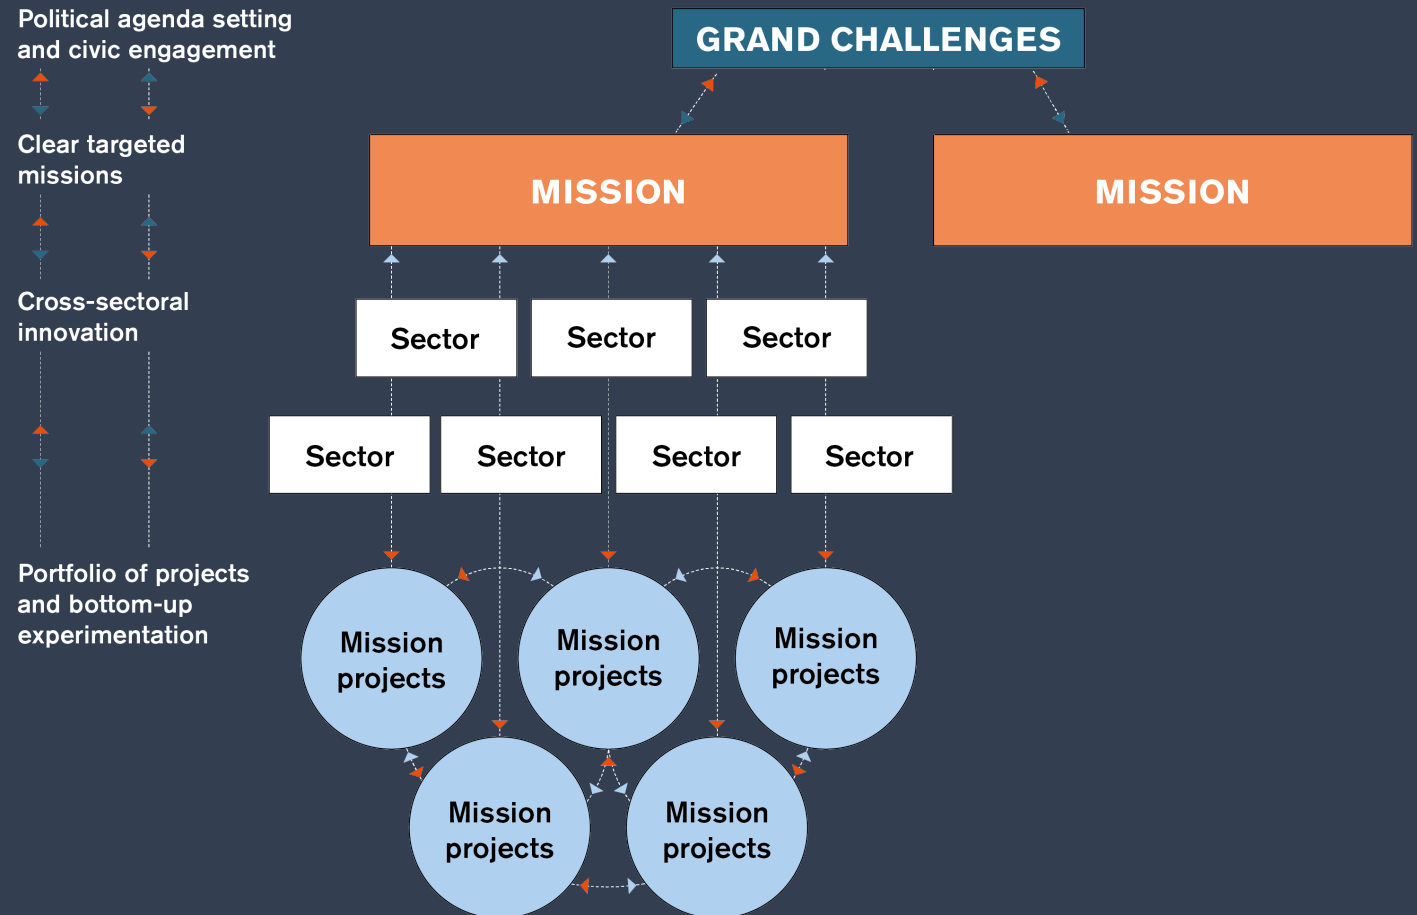 Political agenda setting
and civic engagement
GRAND CHALLENGES
Clear targeted
missions
MISSION
MISSION
Cross-sectoral
innovation
Sector
Sector
Sector
Sector
Sector
Sector
Sector
Portfolio of projects
and bottom-up
experimentation
Mission
projects
Mission
projects
Mission
projects
Mission
projects
Mission
projects